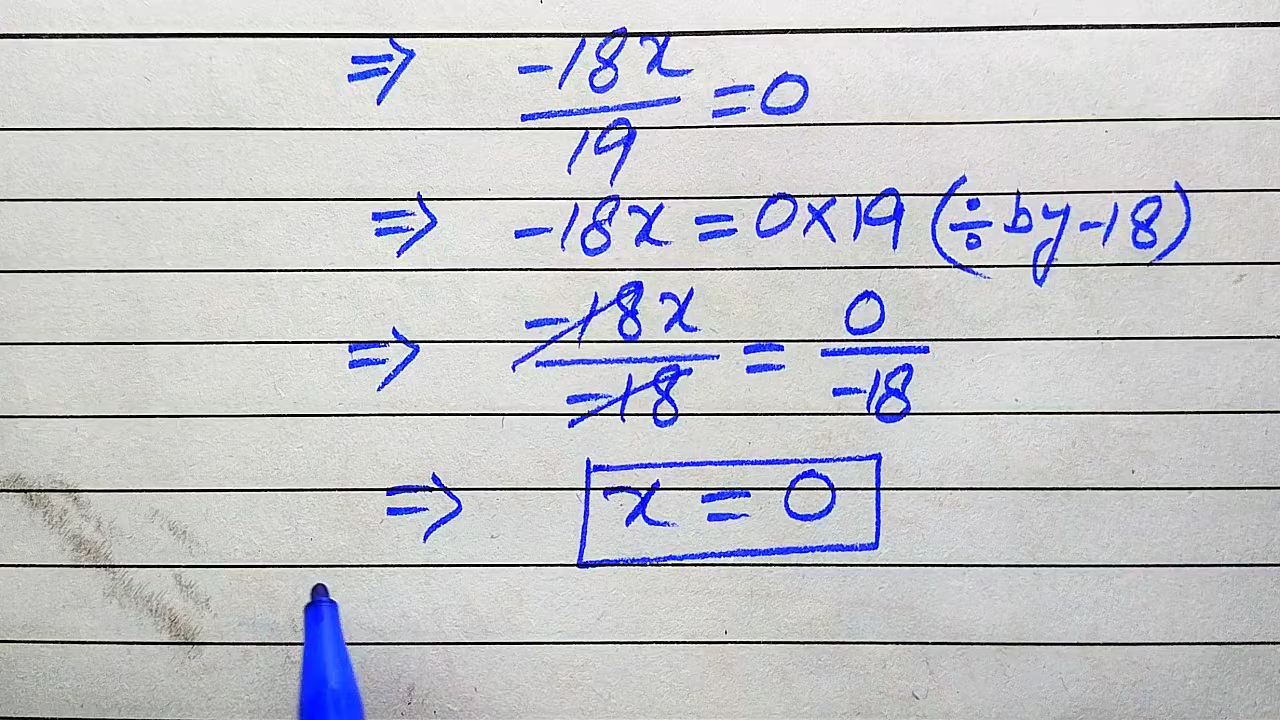 ⇒ -18x/19 = 0
⇒ -18x = 0×19 (÷ by -18)
⇒ -18x/-18 = 0/-18
⇒ x = 0